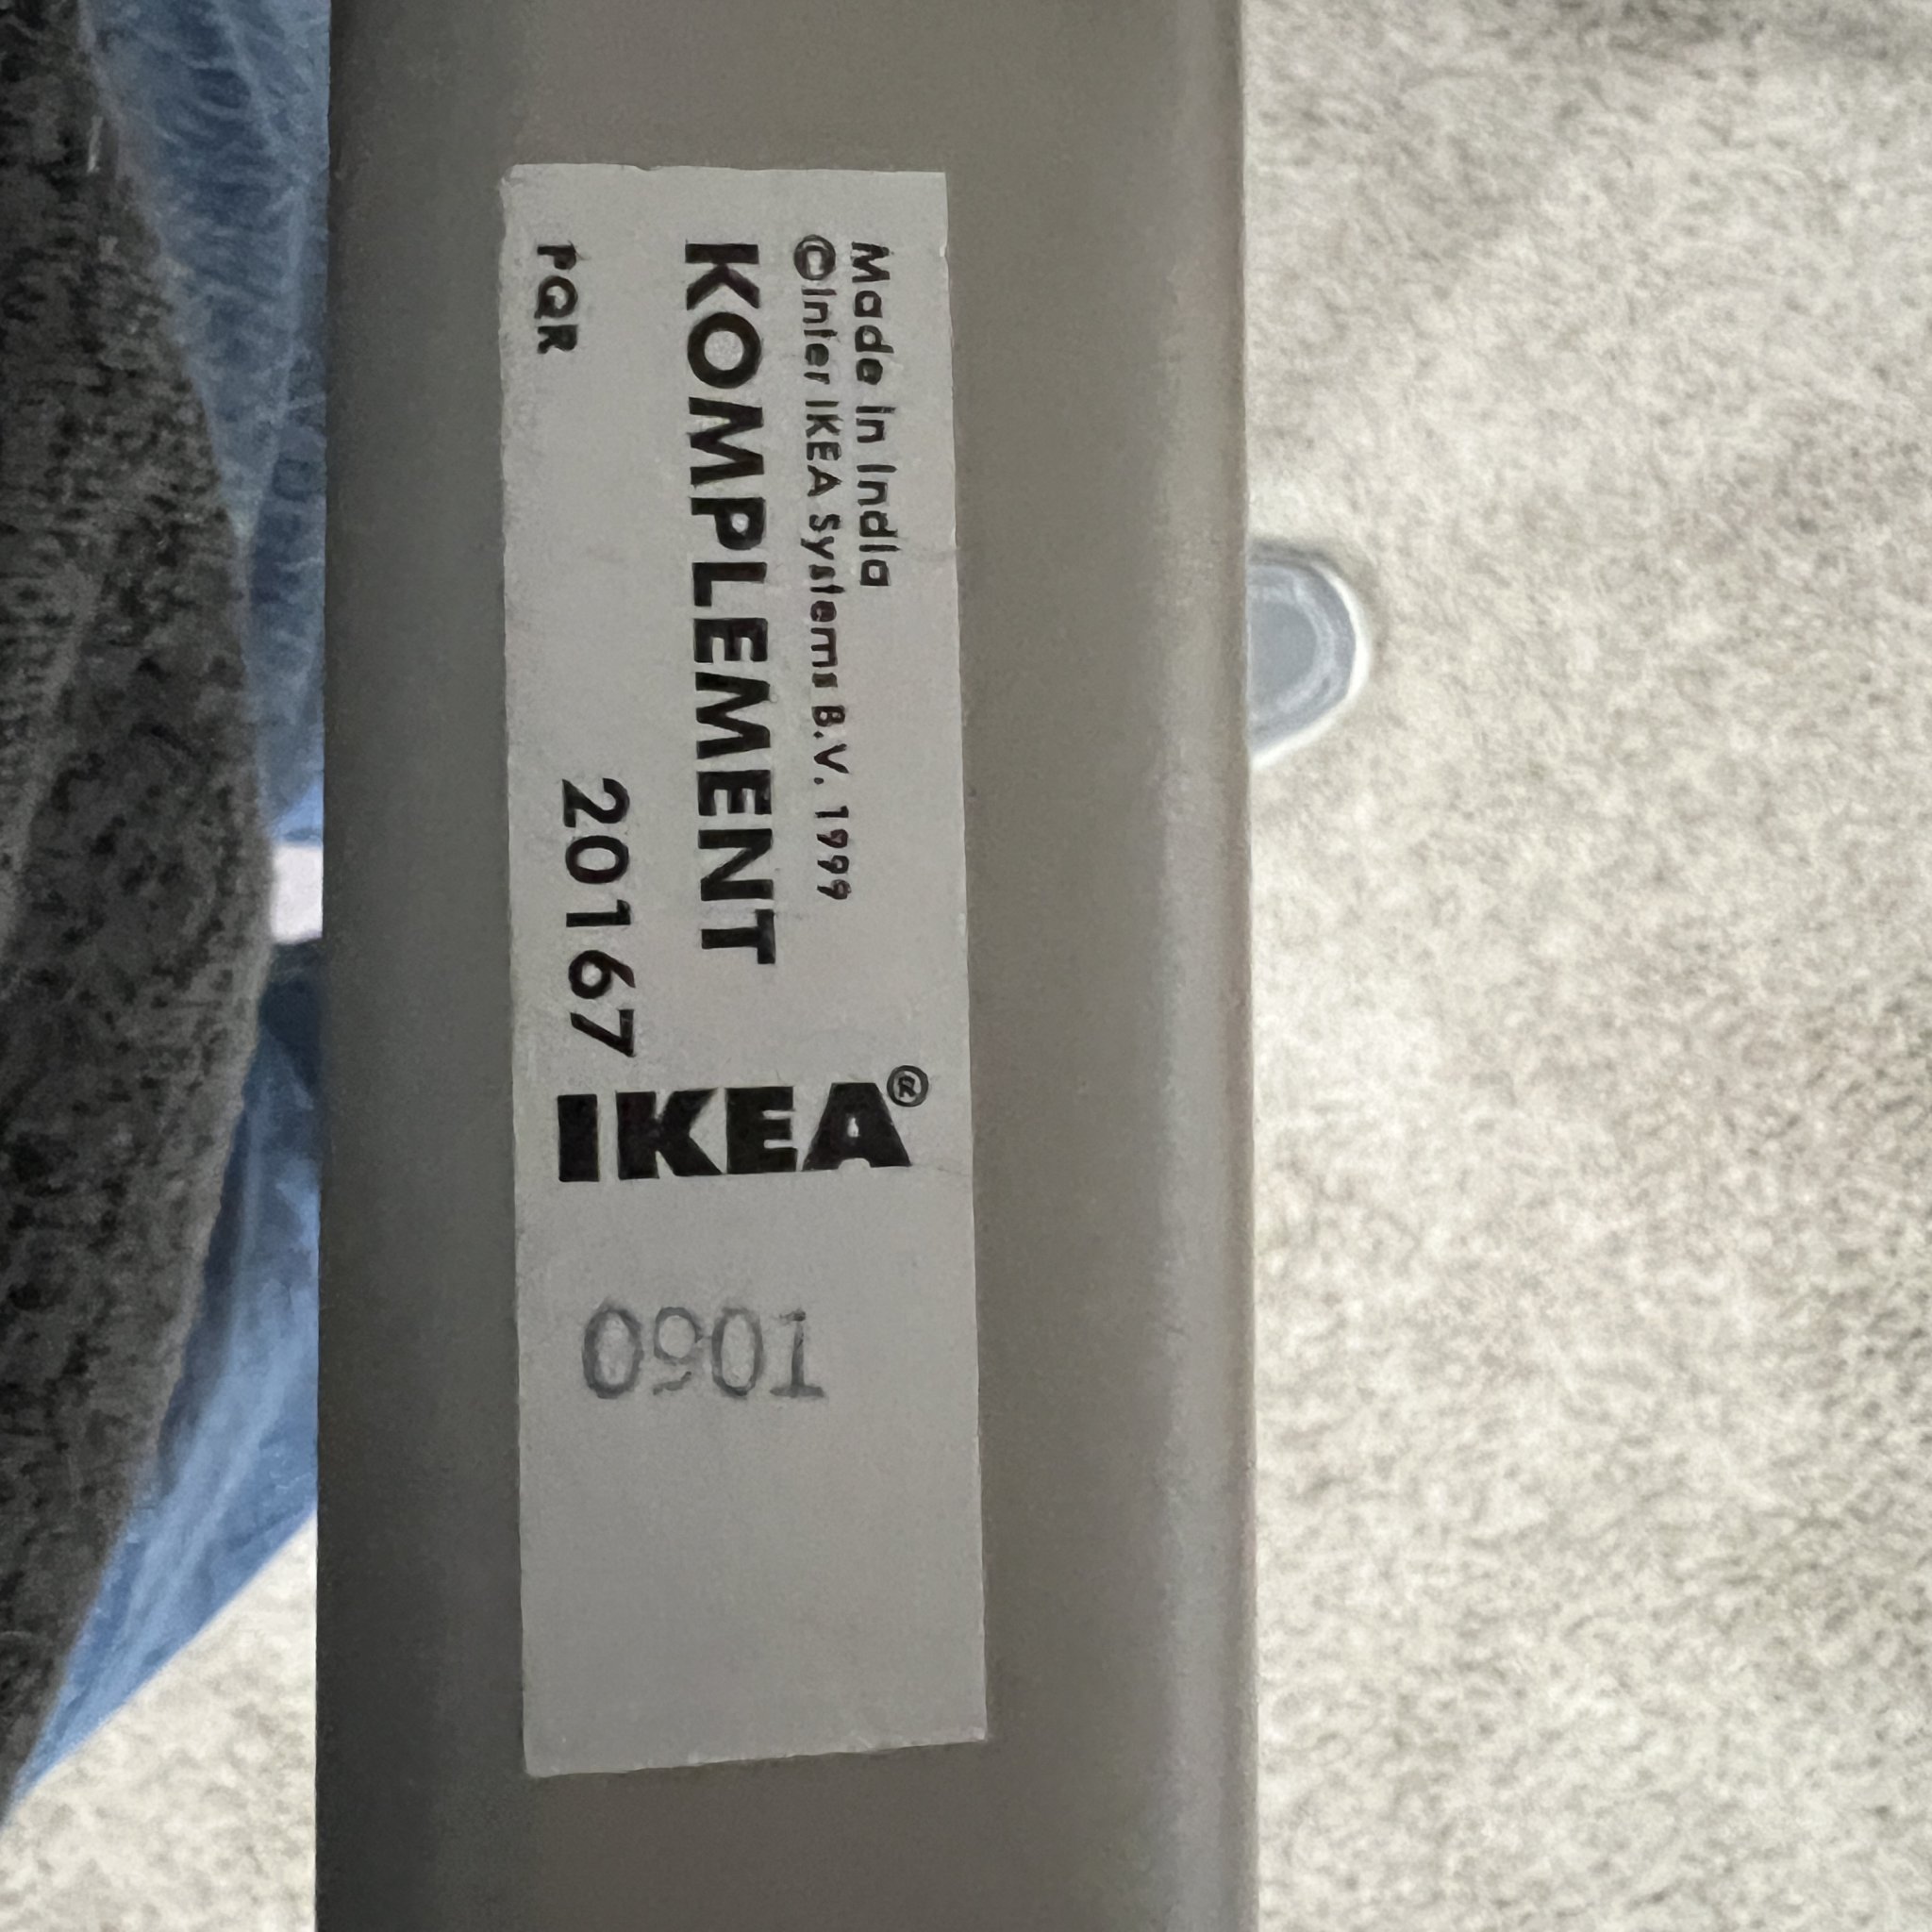 Made in India
©Inter IKEA Systems B.V. 1999
KOMPLEMENT
20167
PQR
IKEA®
0901